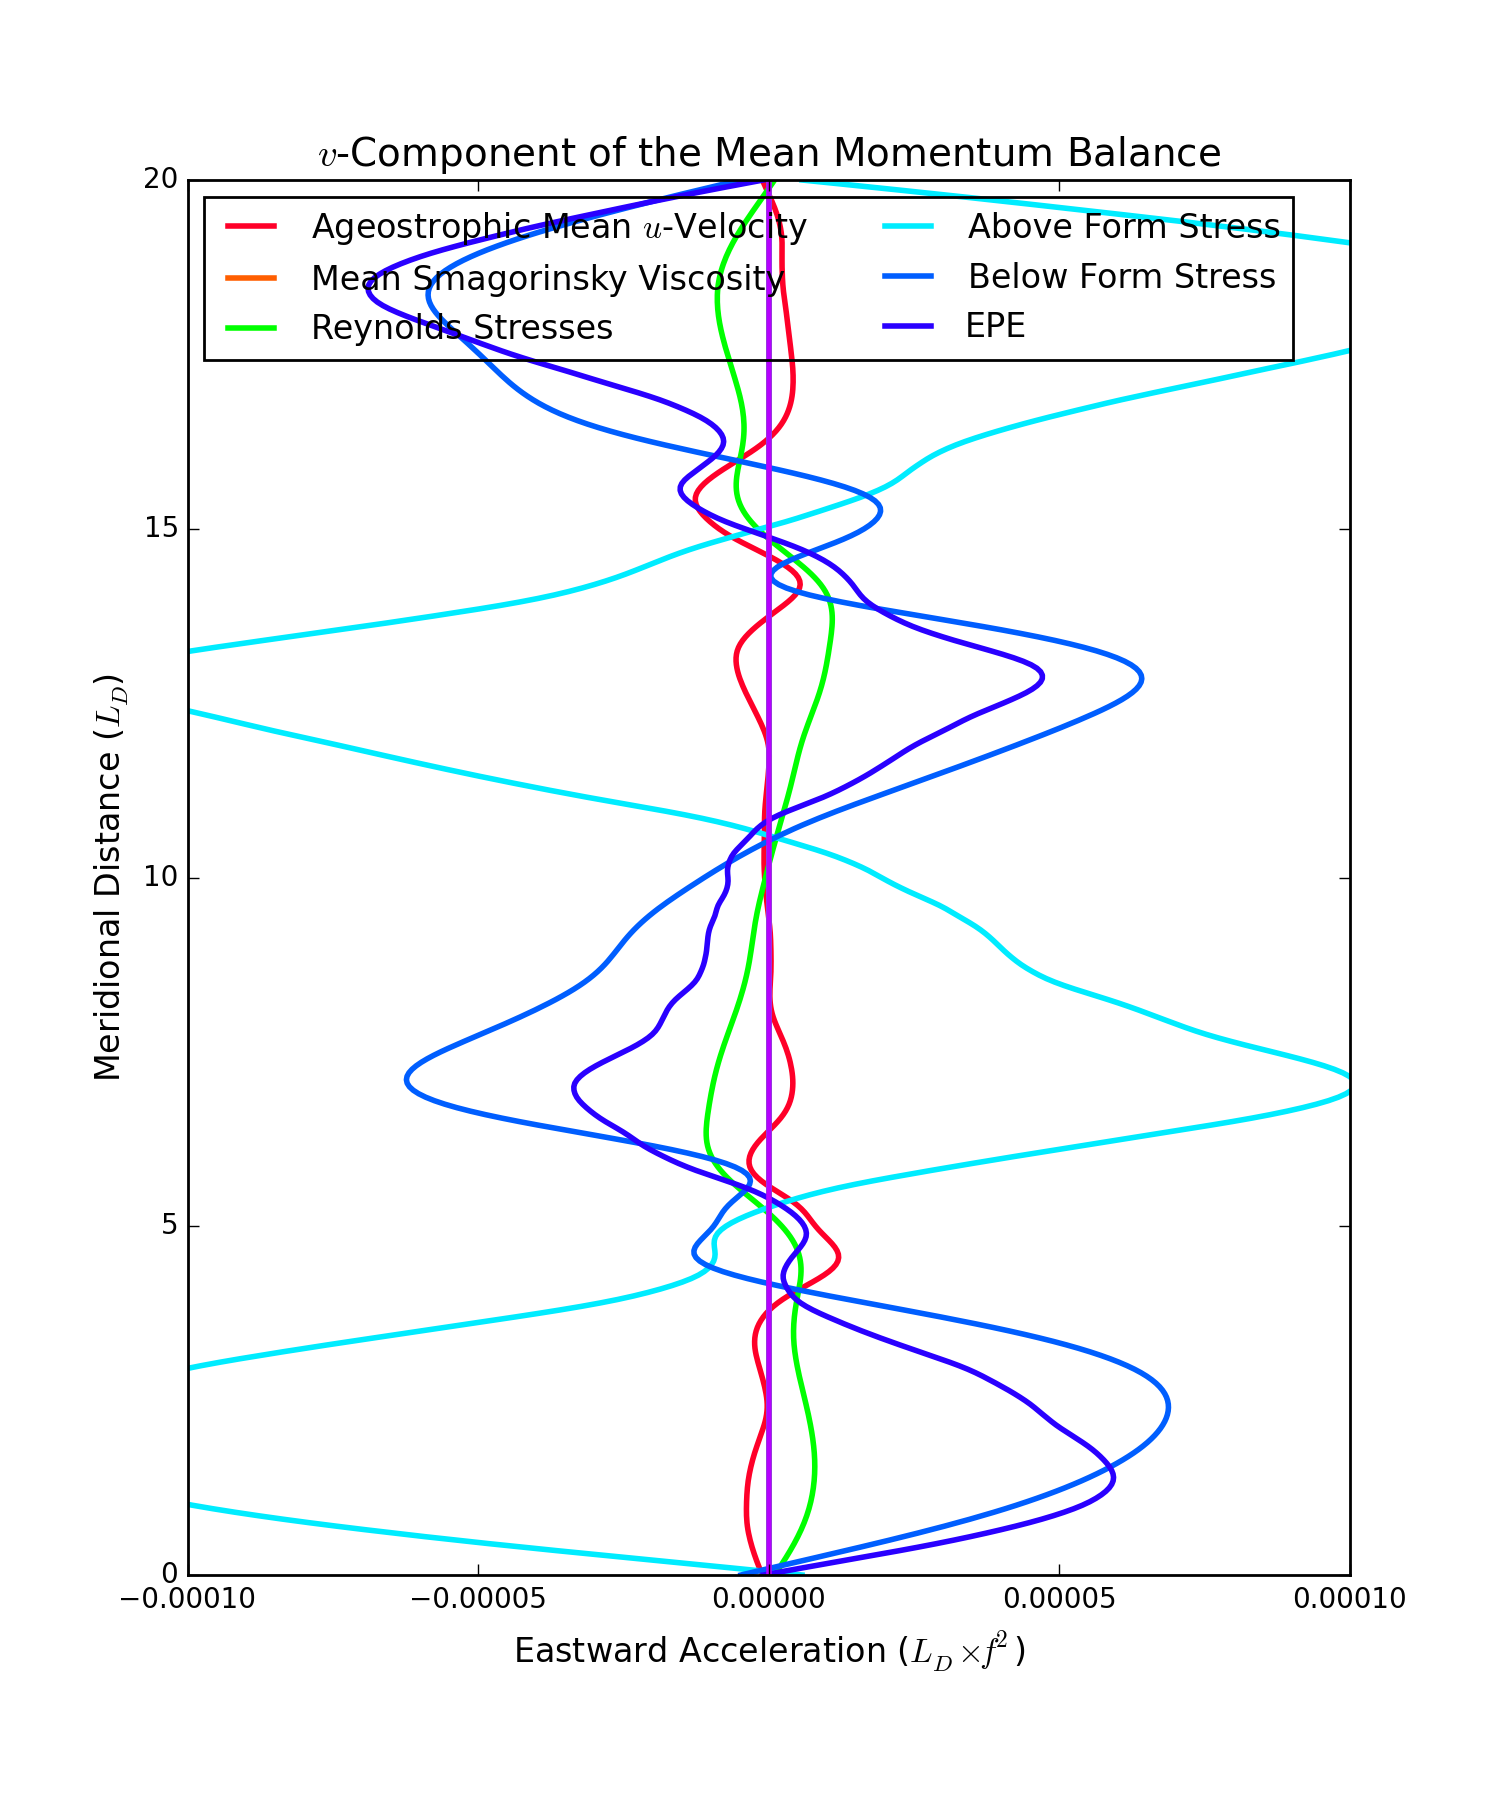 v-Component of the Mean Momentum Balance
Ageostrophic Mean u-Velocity
Mean Smagorinsky Viscosity
Reynolds Stresses
Above Form Stress
Below Form Stress
EPE
20
15
10
5
0
Meridional Distance (L_D)
−0.00010 −0.00005 0.00000 0.00005 0.00010
Eastward Acceleration (L_D × f²)